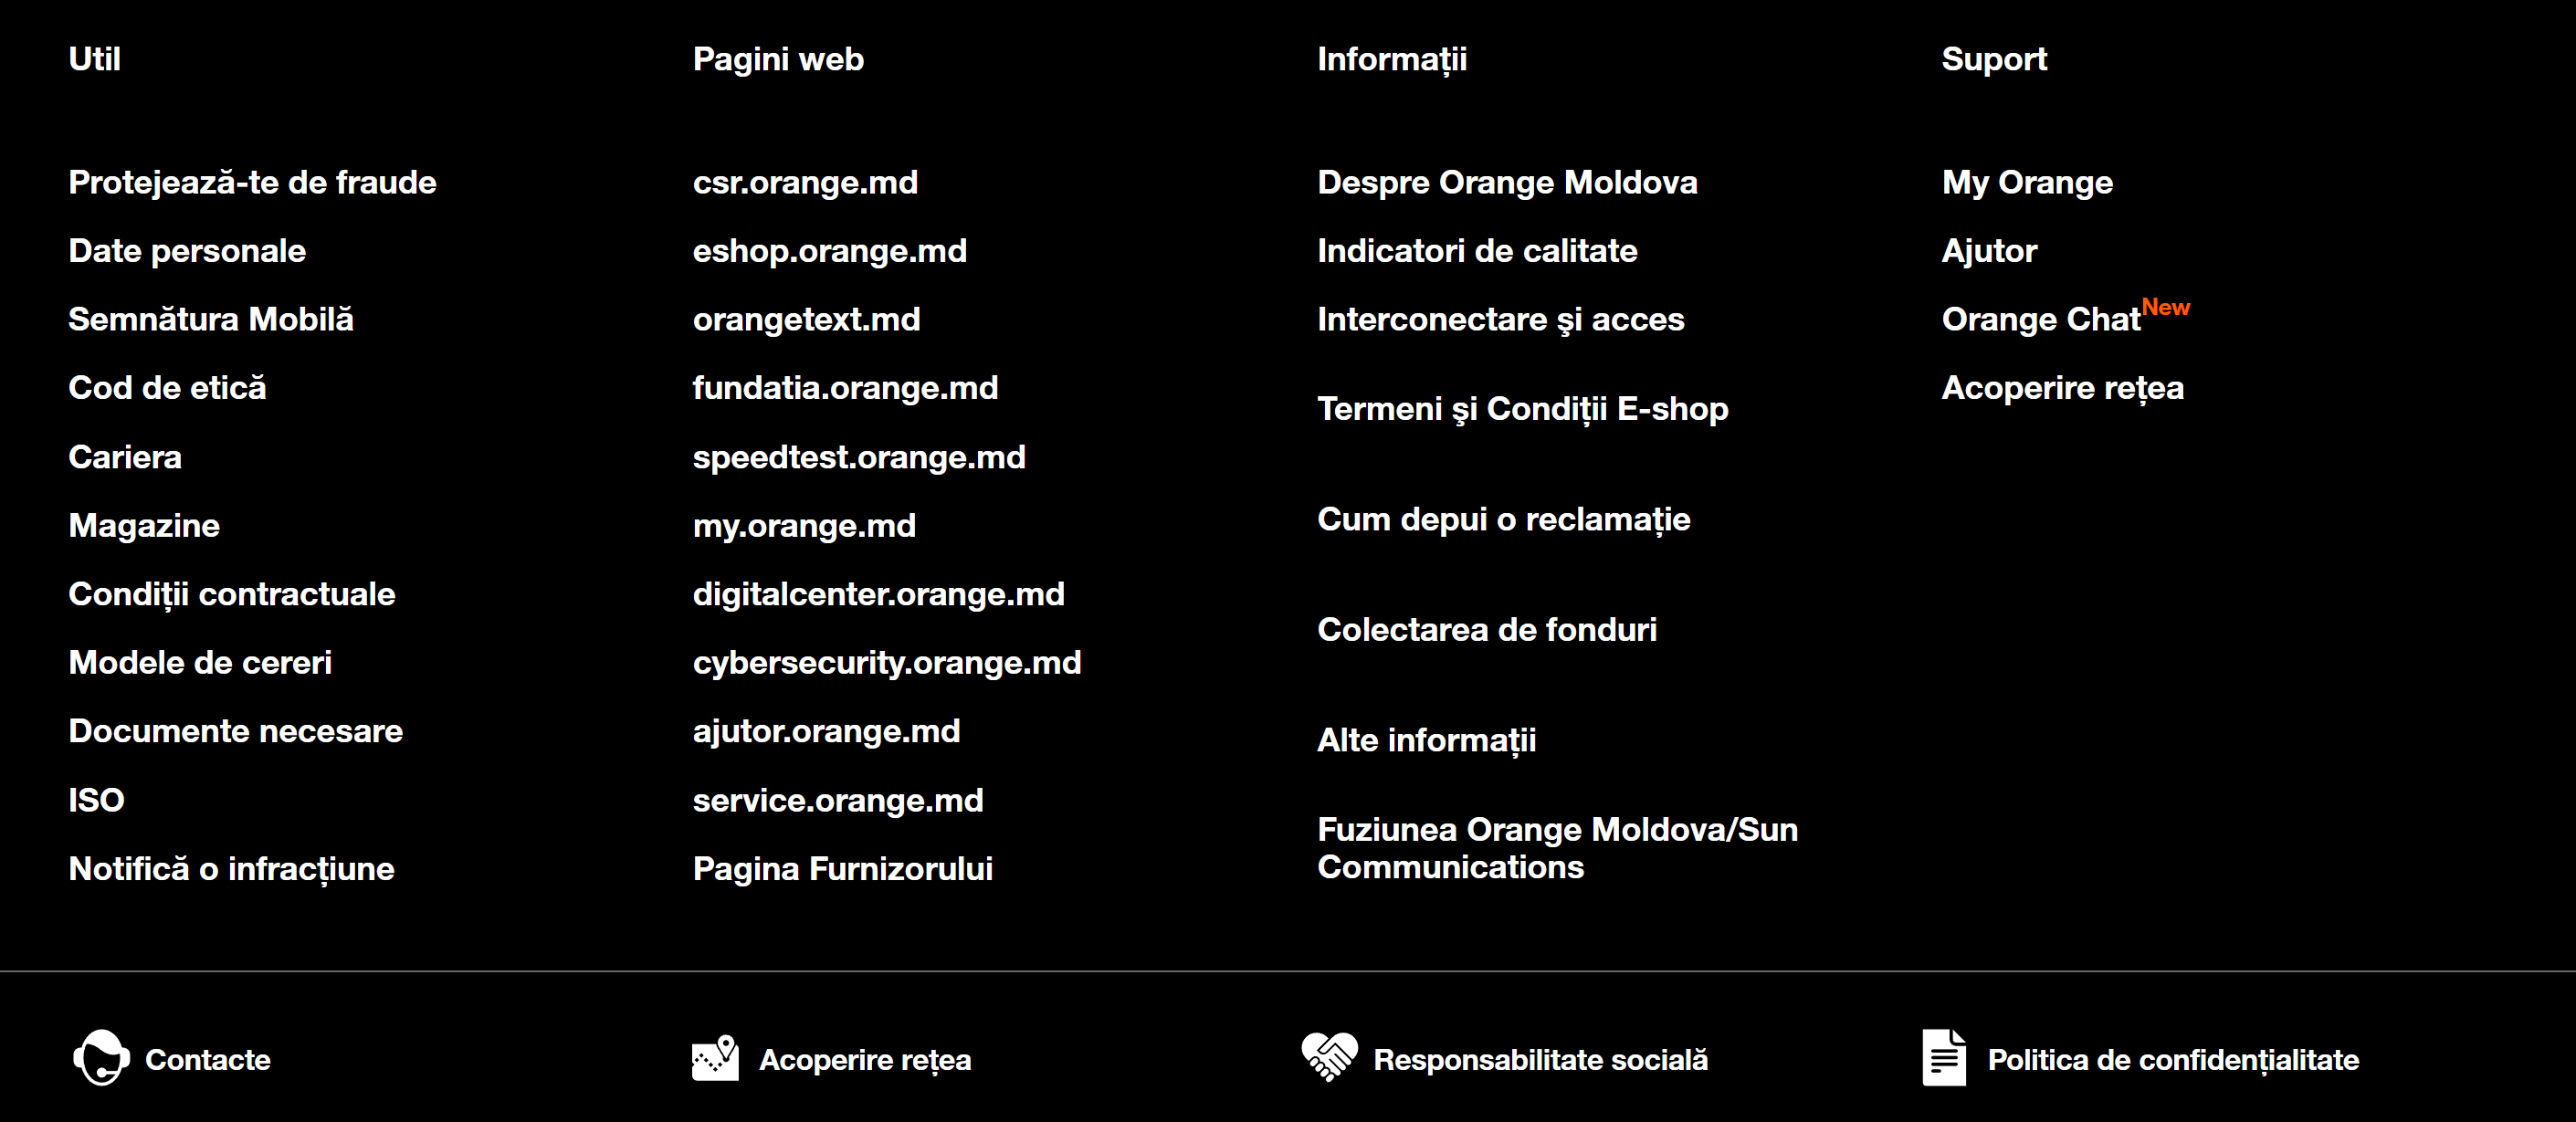 Util
Protejează-te de fraude
Date personale
Semnătura Mobilă
Cod de etică
Cariera
Magazine
Condiții contractuale
Modele de cereri
Documente necesare
ISO
Notifică o infracțiune
Pagini web
csr.orange.md
eshop.orange.md
orangetext.md
fundatia.orange.md
speedtest.orange.md
my.orange.md
digitalcenter.orange.md
cybersecurity.orange.md
ajutor.orange.md
service.orange.md
Pagina Furnizorului
Informații
Despre Orange Moldova
Indicatori de calitate
Interconectare şi acces
Termeni şi Condiții E-shop
Cum depui o reclamație
Colectarea de fonduri
Alte informații
Fuziunea Orange Moldova/Sun
Communications
Suport
My Orange
Ajutor
Orange Chat New
Acoperire rețea
Contacte
Acoperire rețea
Responsabilitate socială
Politica de confidențialitate